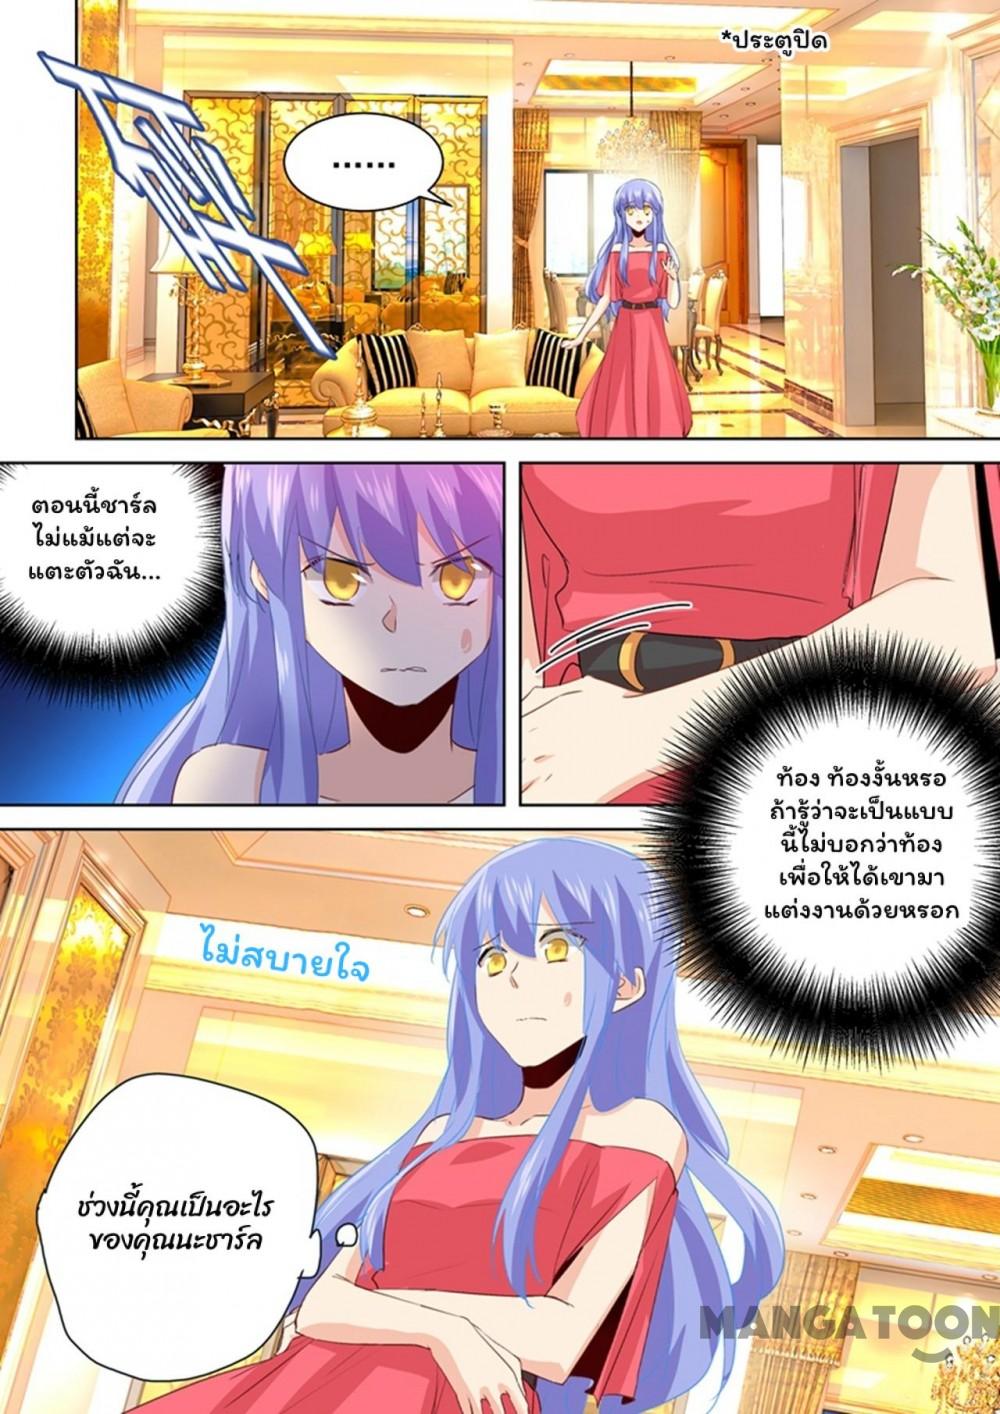 *ประตูปิด
......
ตอนนี้ชาร์ล
ไม่แม้แต่จะ
แตะตัวฉัน...
ท้อง ท้องงั้นหรอ
ถ้ารู้ว่าจะเป็นแบบ
นี้ไม่บอกว่าท้อง
เพื่อให้ได้เขามา
แต่งงานด้วยหรอก
ไม่สบายใจ
ช่วงนี้คุณเป็นอะไร
ของคุณนะชาร์ล
MANGATOON